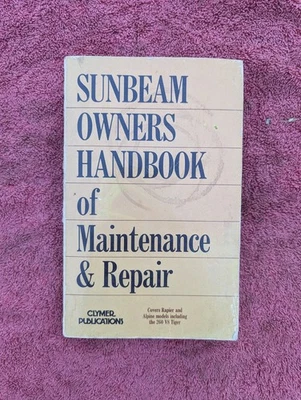 SUNBEAM
OWNERS
HANDBOOK
of
Maintenance
& Repair
CLYMER
PUBLICATIONS
Covers Rapier and
Alpine models including
the 260 V8 Tiger